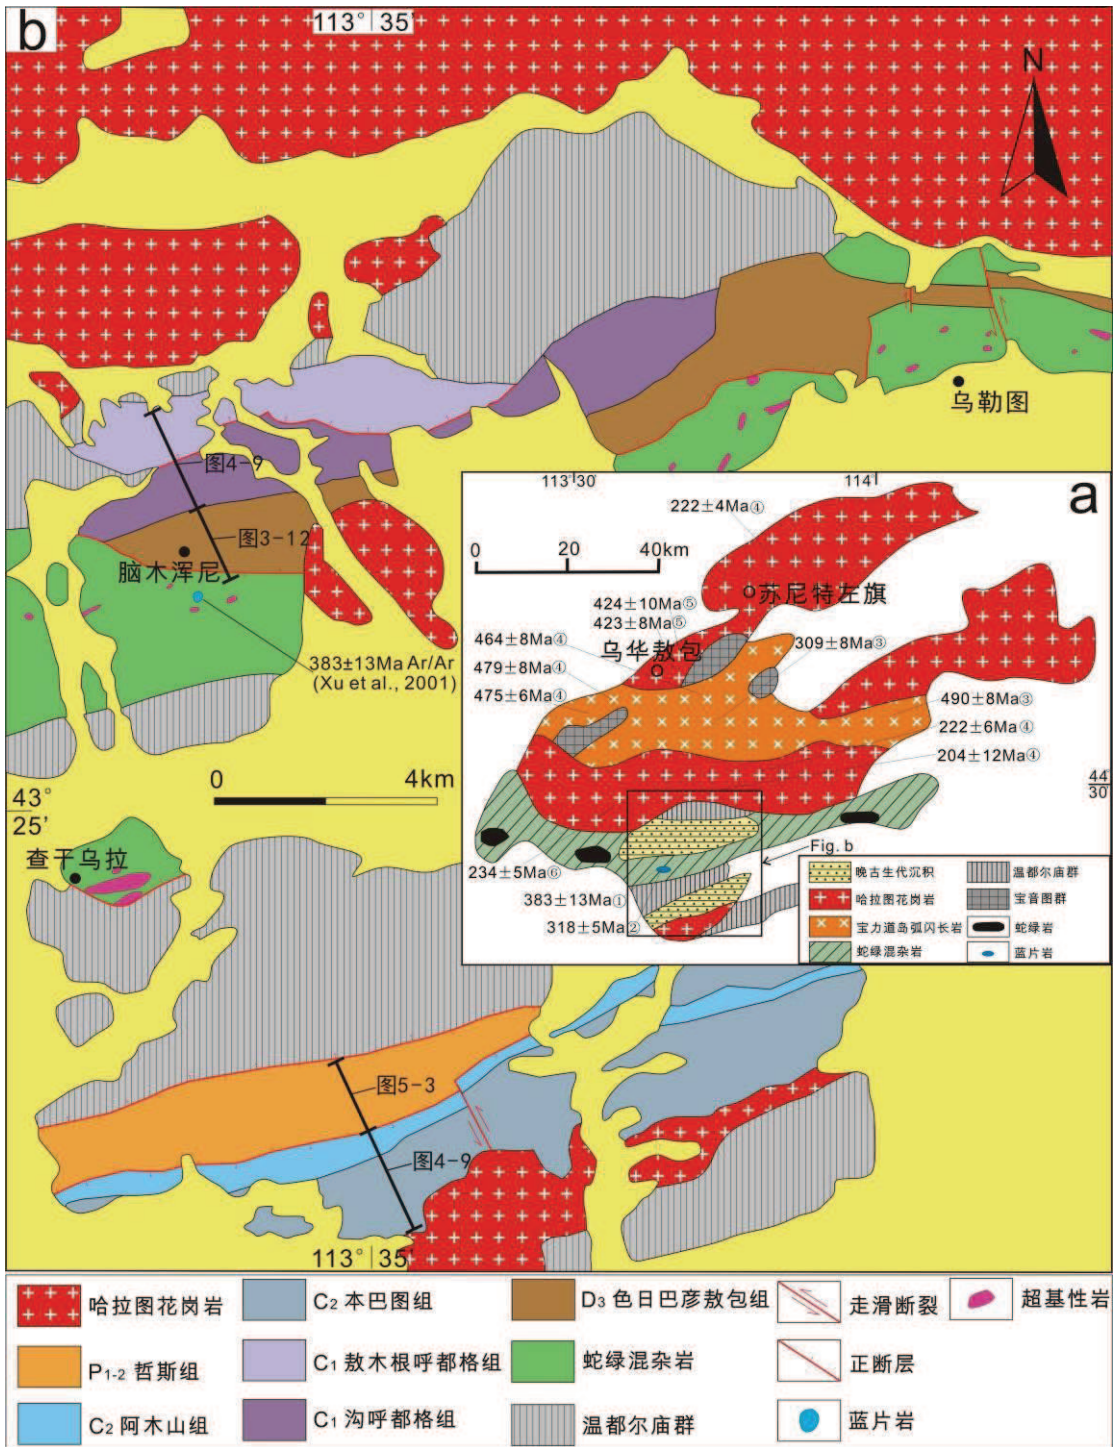 b
113° 35′
N
乌勒图
图4-9
图3-12
脑木浑尼
383±13Ma Ar/Ar
(Xu et al., 2001)
0 4km
43°
25′
查干乌拉
图5-3
图4-9
113° 35′
a
113°30′ 114°
222±4Ma④
0 20 40km
苏尼特左旗
424±10Ma⑤
423±8Ma⑤
464±8Ma④
乌华敖包
309±8Ma③
479±8Ma④
475±6Ma④
490±8Ma③
222±6Ma④
204±12Ma④
44°
30′
Fig. b
234±5Ma⑥
383±13Ma①
318±5Ma②
晚古生代沉积 温都尔庙群
哈拉图花岗岩 宝音图群
宝力道岛弧闪长岩 蛇绿岩
蛇绿混杂岩 蓝片岩
哈拉图花岗岩 C2 本巴图组 D3 色日巴彦敖包组 走滑断裂 超基性岩
P1-2 哲斯组 C1 敖木根呼都格组 蛇绿混杂岩 正断层
C2 阿木山组 C1 沟呼都格组 温都尔庙群 蓝片岩